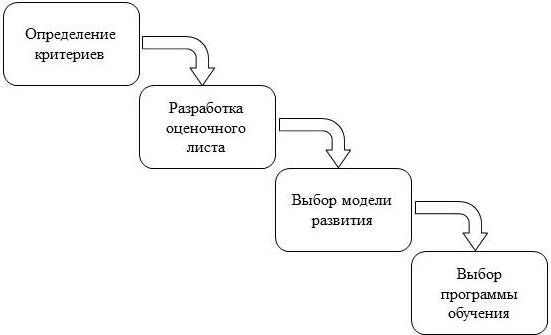 Определение
критериев
Разработка
оценочного
листа
Выбор модели
развития
Выбор
программы
обучения